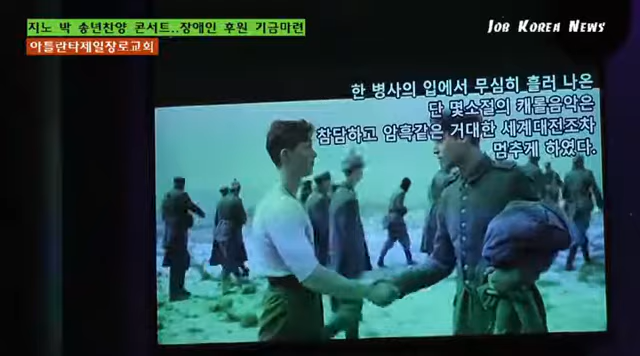 지노 박 송년찬양 콘서트..장애인 후원 기금마련
아틀란타제일장로교회
JOB KOREA NEWS
한 병사의 입에서 무심히 흘러 나온
단 몇소절의 캐롤음악은
참담하고 암흑같은 거대한 세계대전조차
멈추게 하였다.
JOB KOREA NEWS